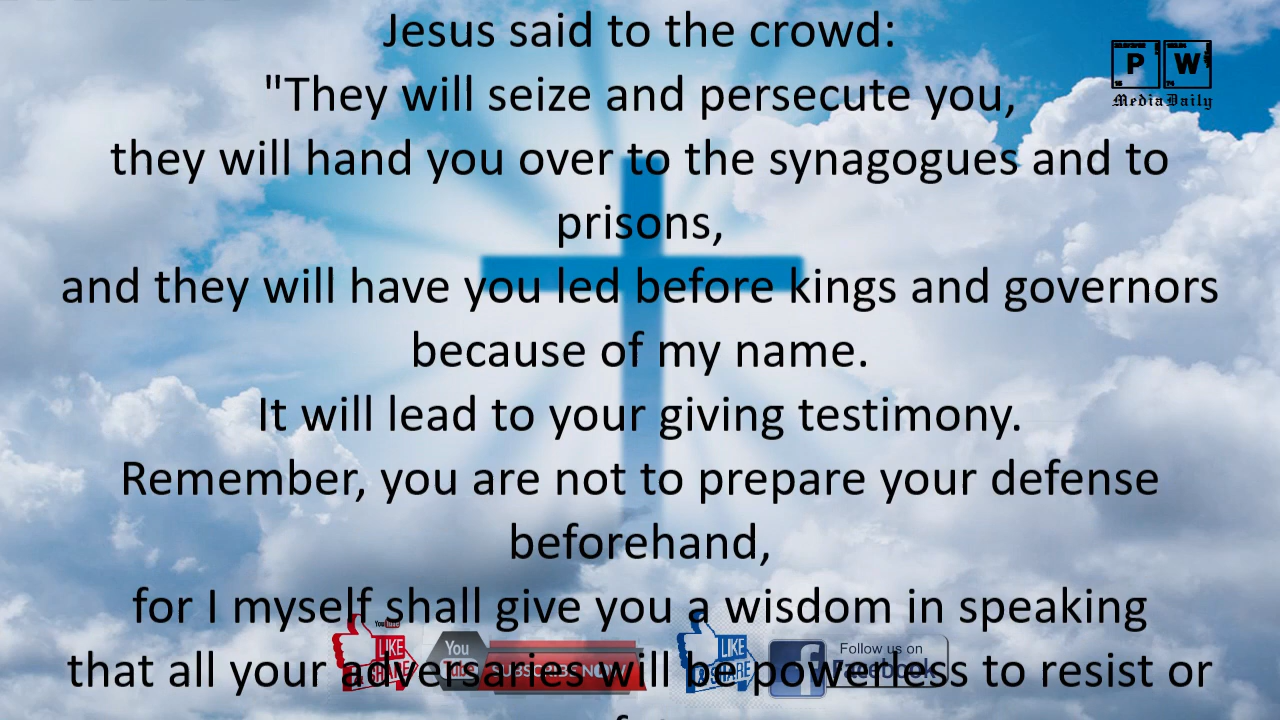 Jesus said to the crowd:
"They will seize and persecute you,
they will hand you over to the synagogues and to
prisons,
and they will have you led before kings and governors
because of my name.
It will lead to your giving testimony.
Remember, you are not to prepare your defense
beforehand,
for I myself shall give you a wisdom in speaking
that all your adversaries will be powerless to resist or
P W
MediaDaily
YouTube
LIKE
& SHARE
You
Tube
SUBSCRIBE NOW
LIKE
& SHARE
Follow us on
Facebook